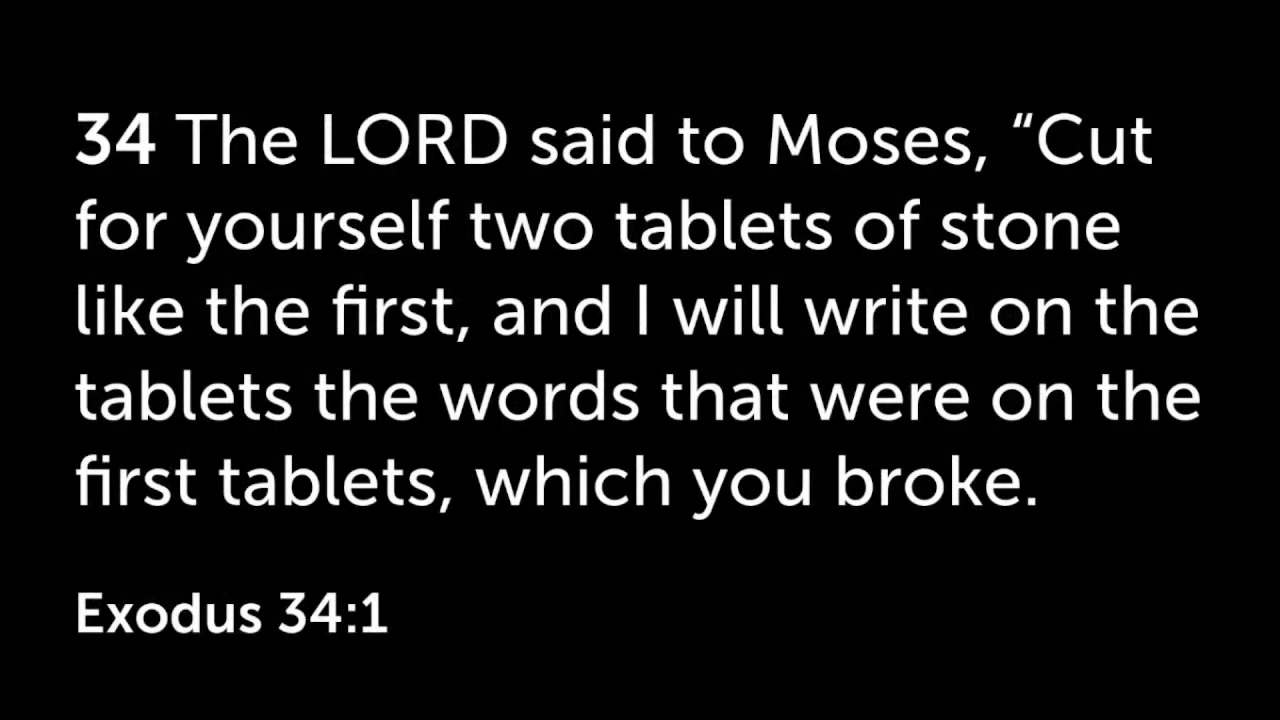 34 The LORD said to Moses, “Cut
for yourself two tablets of stone
like the first, and I will write on the
tablets the words that were on the
first tablets, which you broke.
Exodus 34:1